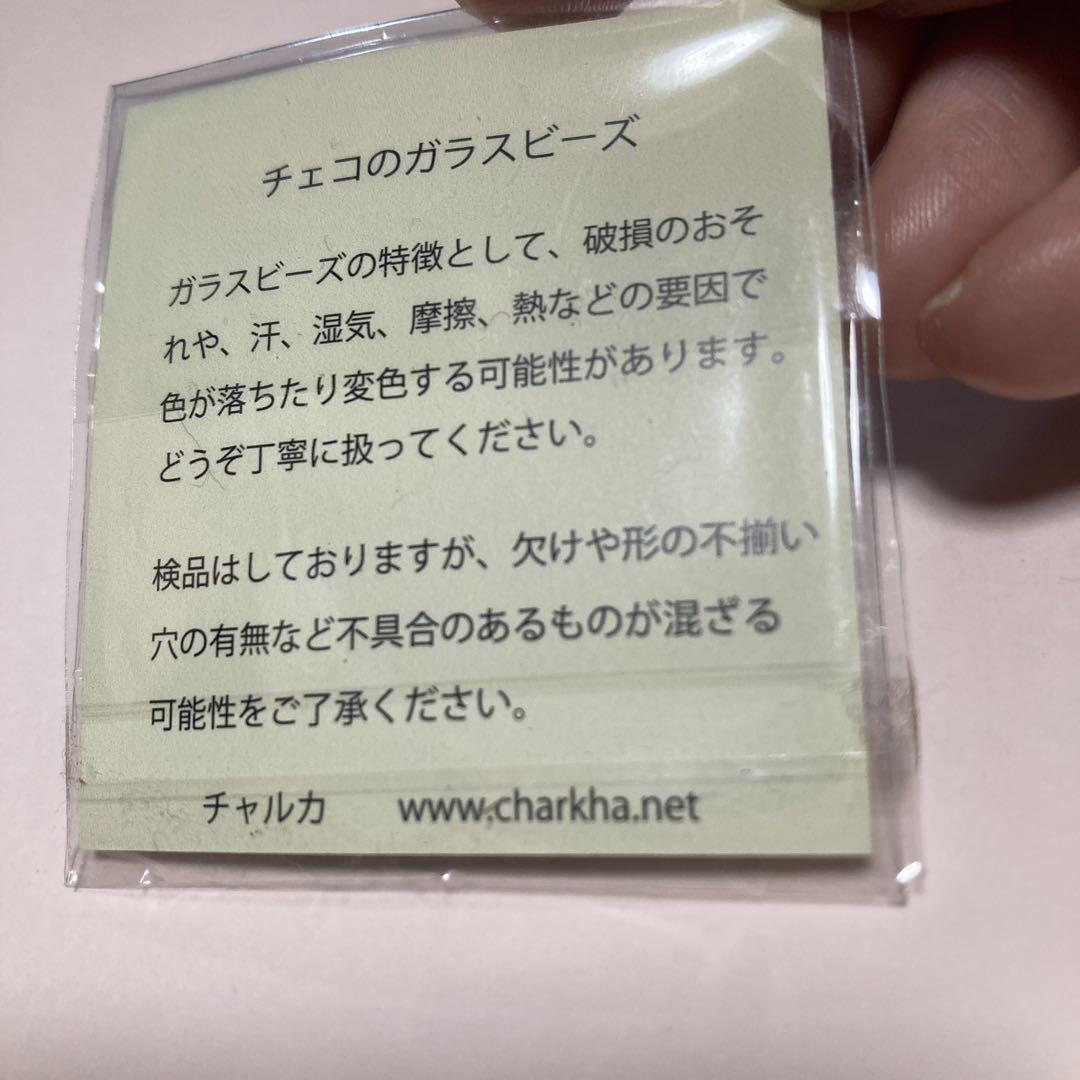 チェコのガラスビーズ
ガラスビーズの特徴として、破損のおそ
れや、汗、湿気、摩擦、熱などの要因で
色が落ちたり変色する可能性があります。
どうぞ丁寧に扱ってください。
検品はしておりますが、欠けや形の不揃い
穴の有無など不具合のあるものが混ざる
可能性をご了承ください。
チャルカ www.charkha.net